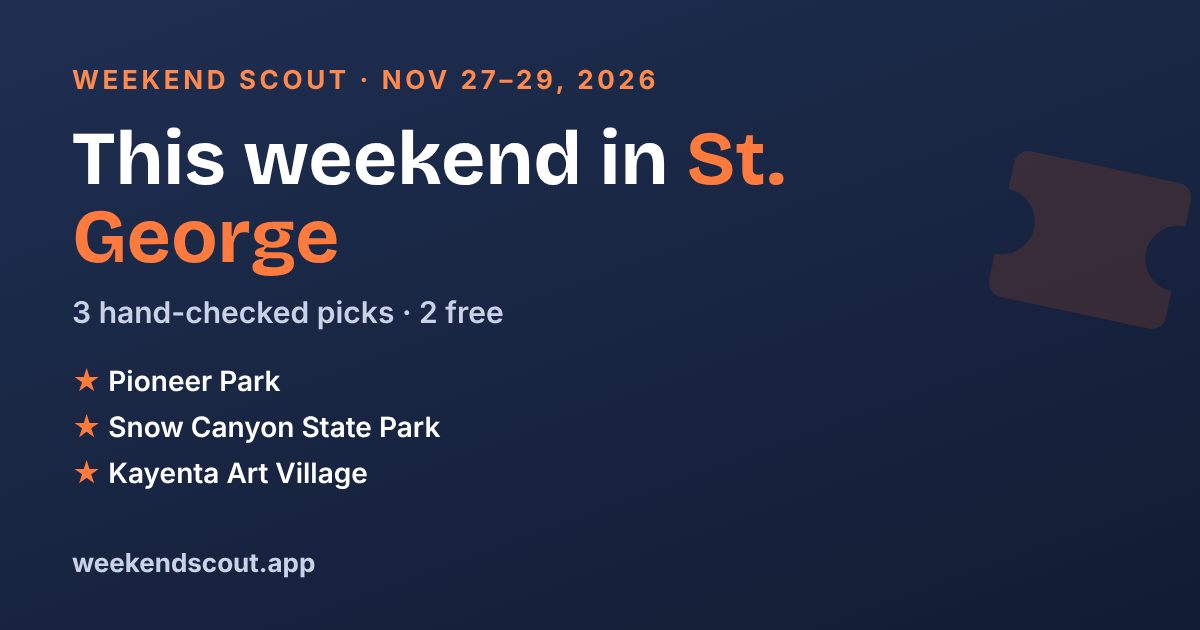 WEEKEND SCOUT · NOV 27–29, 2026
This weekend in St.
George
3 hand-checked picks · 2 free
★ Pioneer Park
★ Snow Canyon State Park
★ Kayenta Art Village
weekendscout.app